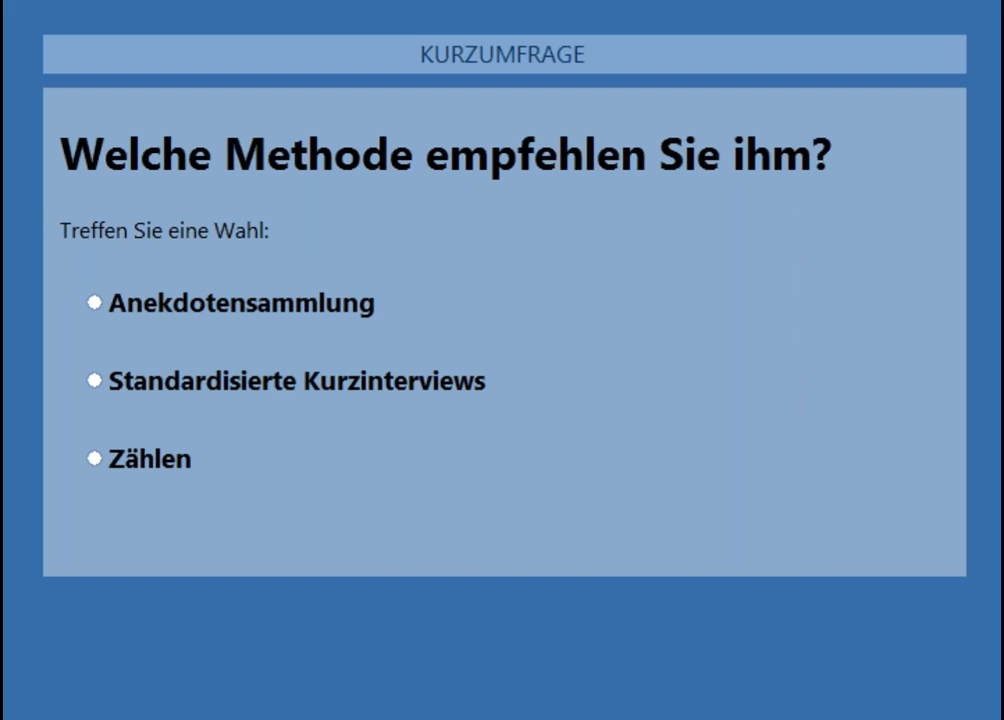 KURZUMFRAGE
Welche Methode empfehlen Sie ihm?
Treffen Sie eine Wahl:
Anekdotensammlung
Standardisierte Kurzinterviews
Zählen